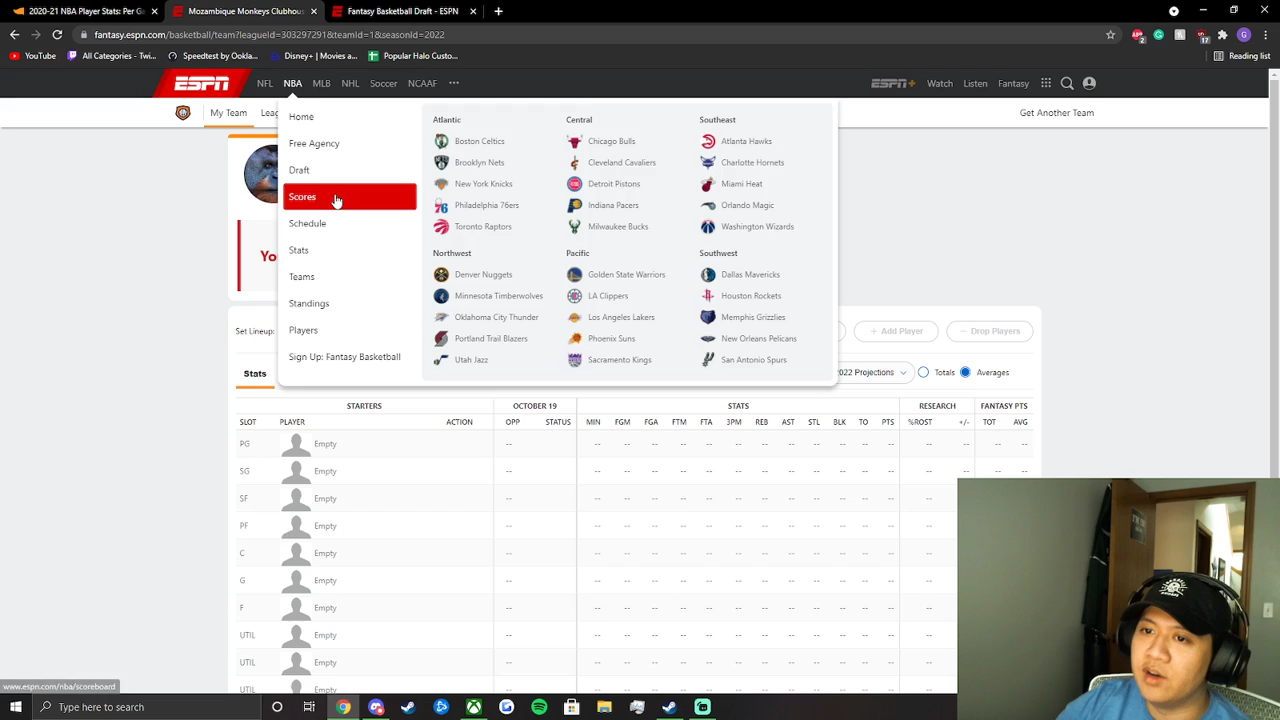 2020-21 NBA Player Stats Per G
Mozambique Monkeys Clubhous
Fantasy Basketball Draft - ESPN
fantasy.espn.com/basketball/team?leagueId=303297291&teamId=1&seasonId=2022
YouTube
All Categories - Twi...
Speedtest by Ookla...
Disney+ | Movies a...
Popular Halo Custo...
Reading list
ESPN NBA NFL MLB NHL Soccer NCAAF ... ESPN+ Watch Listen Fantasy
My Team Leag Get Another Team
Home
Free Agency
Draft
Scores
Schedule
Stats
Teams
Standings
Players
Sign Up: Fantasy Basketball
Atlantic
Boston Celtics
Brooklyn Nets
New York Knicks
Philadelphia 76ers
Toronto Raptors
Central
Chicago Bulls
Cleveland Cavaliers
Detroit Pistons
Indiana Pacers
Milwaukee Bucks
Southeast
Atlanta Hawks
Charlotte Hornets
Miami Heat
Orlando Magic
Washington Wizards
Northwest
Denver Nuggets
Minnesota Timberwolves
Oklahoma City Thunder
Portland Trail Blazers
Utah Jazz
Pacific
Golden State Warriors
LA Clippers
Los Angeles Lakers
Phoenix Suns
Sacramento Kings
Southwest
Dallas Mavericks
Houston Rockets
Memphis Grizzlies
New Orleans Pelicans
San Antonio Spurs
Yo
Set Lineup: + Add Player − Drop Players
Stats 2022 Projections Totals Averages
STARTERS OCTOBER 19 STATS RESEARCH FANTASY PTS
SLOT PLAYER ACTION OPP STATUS MIN FGM FGA FTM FTA 3PM REB AST STL BLK TO PTS %ROST +/- TOT AVG
PG Empty -- -- -- -- -- -- -- -- -- -- -- -- -- -- -- -- --
SG Empty -- -- -- -- -- -- -- -- -- -- -- -- -- -- -- -- --
SF Empty -- -- -- -- -- -- -- -- -- -- -- -- -- -- -- -- --
PF Empty -- -- -- -- -- -- -- -- -- -- -- -- -- -- -- -- --
C Empty -- -- -- -- -- -- -- -- -- -- -- -- -- -- -- -- --
G Empty -- -- -- -- -- -- -- -- -- -- -- -- --
F Empty -- -- -- -- -- -- -- -- -- -- -- -- --
UTIL Empty -- -- -- -- -- -- -- -- -- -- -- -- --
UTIL Empty -- -- -- -- -- -- -- -- -- -- -- -- --
UTIL Empty -- -- -- -- -- -- -- -- -- -- -- -- --
www.espn.com/nba/scoreboard
Type here to search